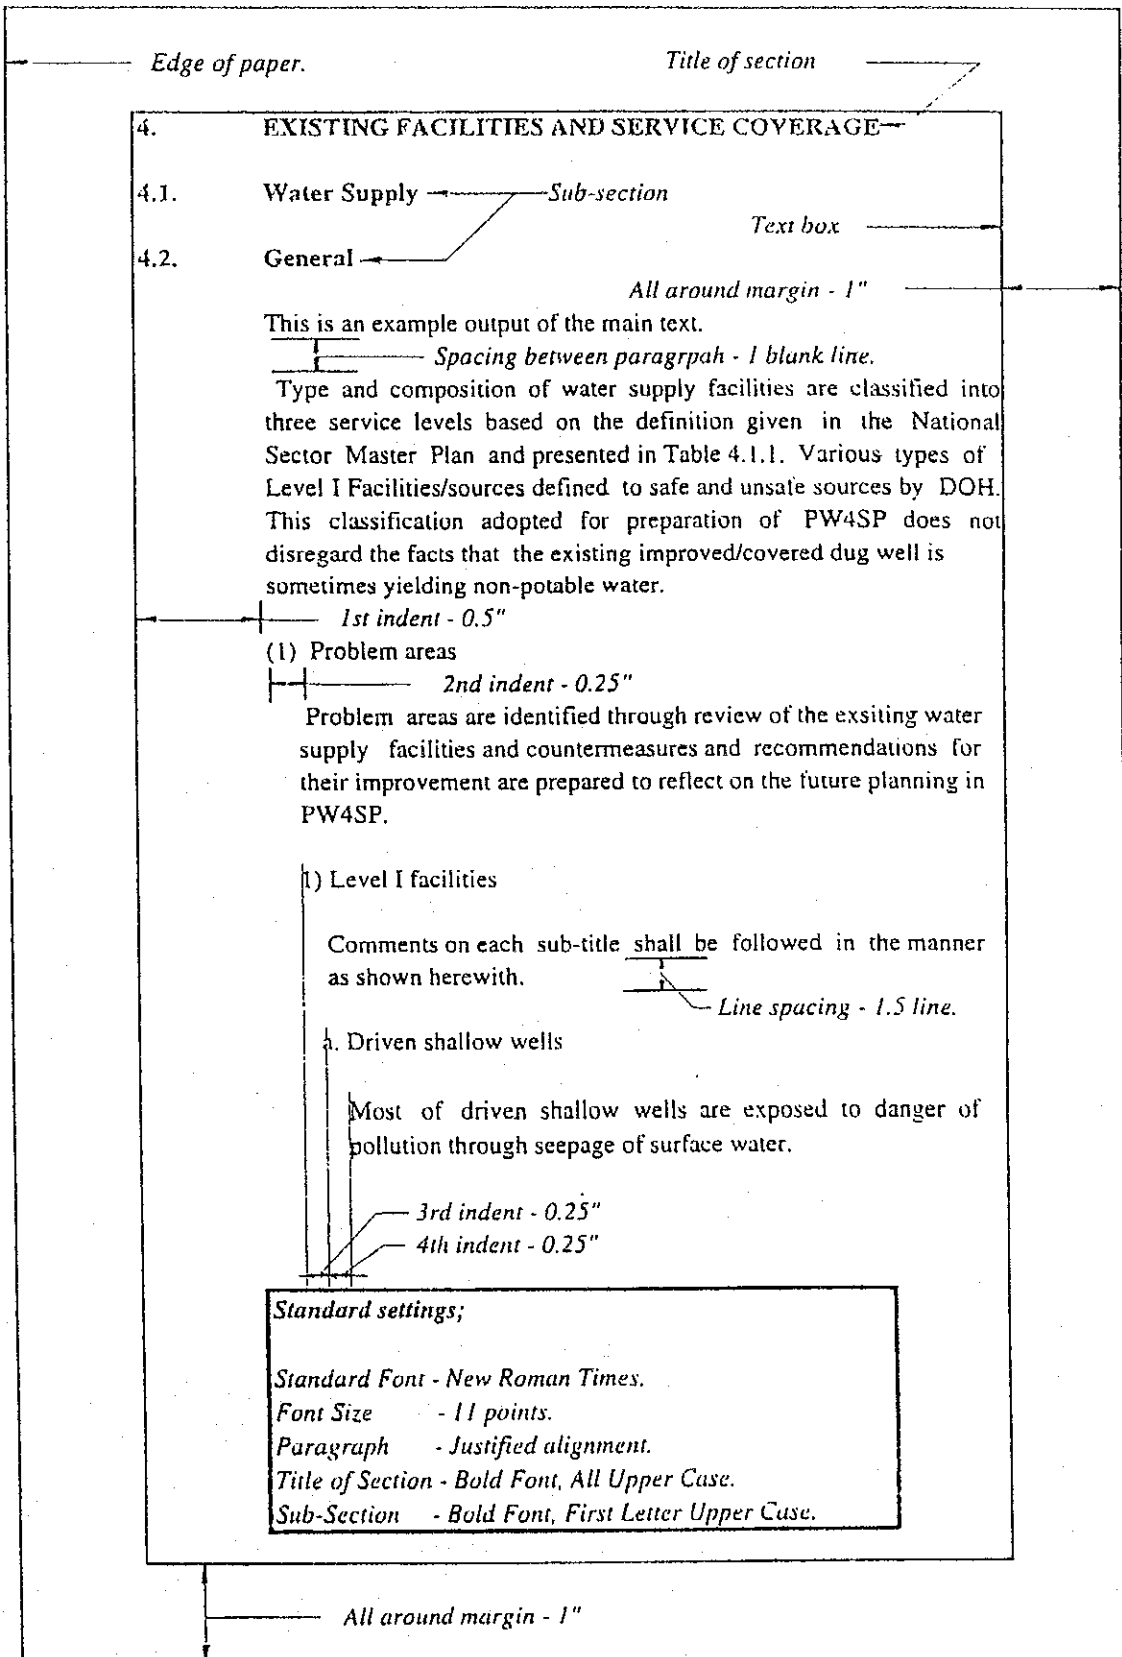 Edge of paper.
Title of section
4. EXISTING FACILITIES AND SERVICE COVERAGE
4.1. Water Supply
Sub-section
Text box
4.2. General
All around margin - 1"
This is an example output of the main text.
Spacing between paragrpah - 1 blank line.
Type and composition of water supply facilities are classified into
three service levels based on the definition given in the National
Sector Master Plan and presented in Table 4.1.1. Various types of
Level I Facilities/sources defined to safe and unsafe sources by DOH.
This classification adopted for preparation of PW4SP does not
disregard the facts that the existing improved/covered dug well is
sometimes yielding non-potable water.
1st indent - 0.5"
(1) Problem areas
2nd indent - 0.25"
Problem areas are identified through review of the exsiting water
supply facilities and countermeasures and recommendations for
their improvement are prepared to reflect on the future planning in
PW4SP.
1) Level I facilities
Comments on each sub-title shall be followed in the manner
as shown herewith.
Line spacing - 1.5 line.
a. Driven shallow wells
Most of driven shallow wells are exposed to danger of
pollution through seepage of surface water.
3rd indent - 0.25"
4th indent - 0.25"
Standard settings;
Standard Font - New Roman Times.
Font Size - 11 points.
Paragraph - Justified alignment.
Title of Section - Bold Font, All Upper Case.
Sub-Section - Bold Font, First Letter Upper Case.
All around margin - 1"